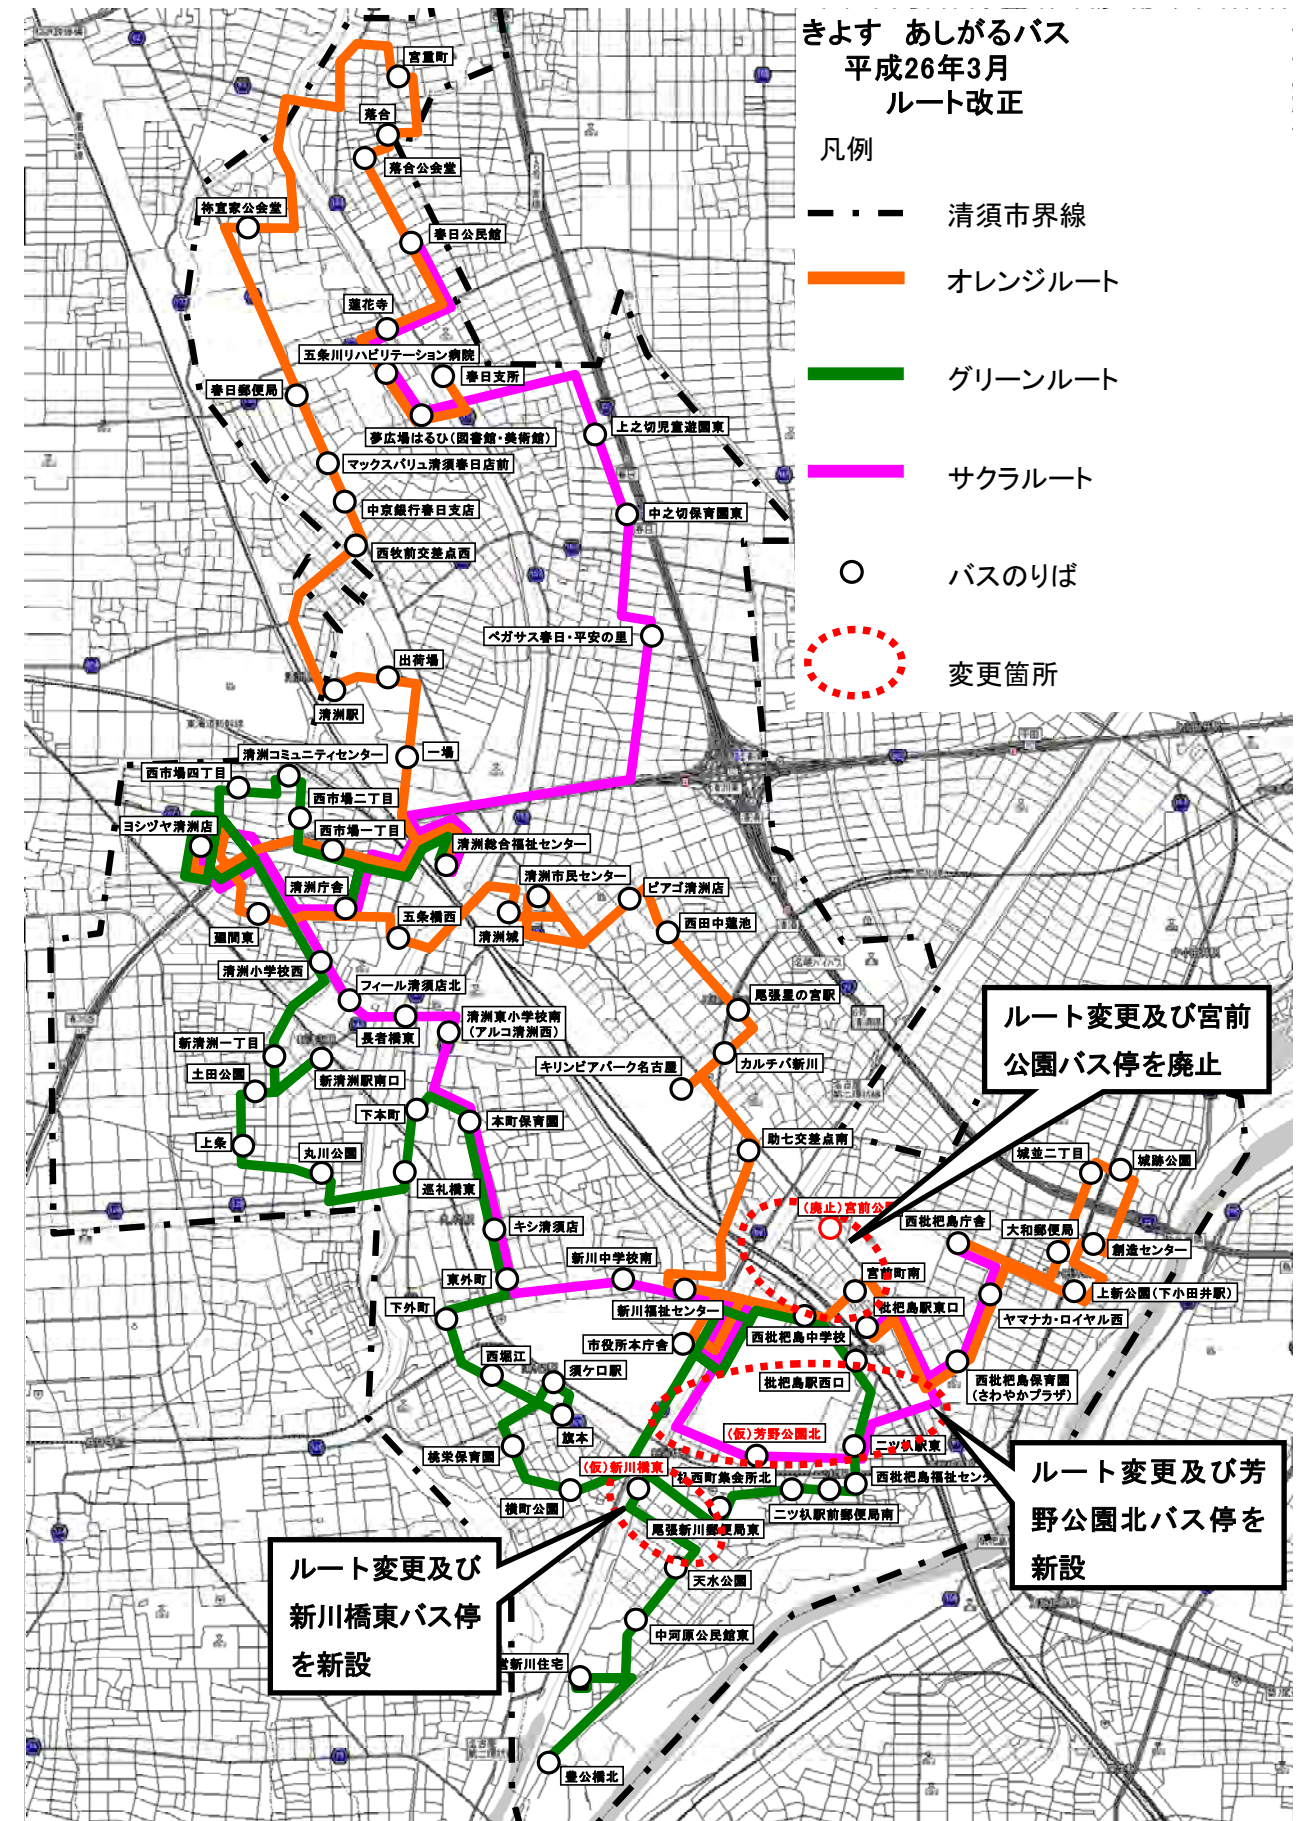 きよす あしがるバス
平成26年3月
ルート改正
凡例
清須市界線
オレンジルート
グリーンルート
サクラルート
バスのりば
変更箇所
宮重町
落合
落合公会堂
祢宜家公会堂
春日公民館
蓮花寺
五条川リハビリテーション病院
春日支所
春日郵便局
夢広場はるひ(図書館・美術館)
上之切児童遊園東
マックスバリュ清須春日店前
中京銀行春日支店
中之切保育園東
西牧前交差点西
ペガサス春日・平安の里
出荷場
清洲駅
東海道新幹線
一場
清洲コミュニティセンター
西市場四丁目
西市場二丁目
ヨシヅヤ清洲店
西市場一丁目
清洲総合福祉センター
清洲市民センター
ピアゴ清洲店
清洲庁舎
五条橋西
清洲城
西田中蓮池
廻間東
清洲小学校西
フィール清須店北
尾張星の宮駅
長者橋東
清洲東小学校南
(アルコ清洲西)
新清洲一丁目
土田公園
新清洲駅南口
キリンビアパーク名古屋
カルチバ新川
下本町
本町保育園
上条
丸川公園
助七交差点南
巡礼橋東
城並二丁目
城跡公園
キシ清須店
(廃止)宮前公
西枇杷島庁舎
大和郵便局
創造センター
新川中学校南
東外町
宮前町南
上新公園(下小田井駅)
下外町
新川福祉センター
枇杷島駅東口
ヤマナカ・ロイヤル西
市役所本庁舎
西枇杷島中学校
西堀江
須ケ口駅
枇杷島駅西口
西枇杷島保育園
(さわやかプラザ)
旗本
(仮)芳野公園北
二ツ杁駅東
桃栄保育園
(仮)新川橋東
西町集会所北
西枇杷島福祉センタ
横町公園
二ツ杁駅前郵便局南
尾張新川郵便局東
天水公園
中河原公民館東
営新川住宅
豊公橋北
ルート変更及び宮前
公園バス停を廃止
ルート変更及び芳
野公園北バス停を
新設
ルート変更及び
新川橋東バス停
を新設